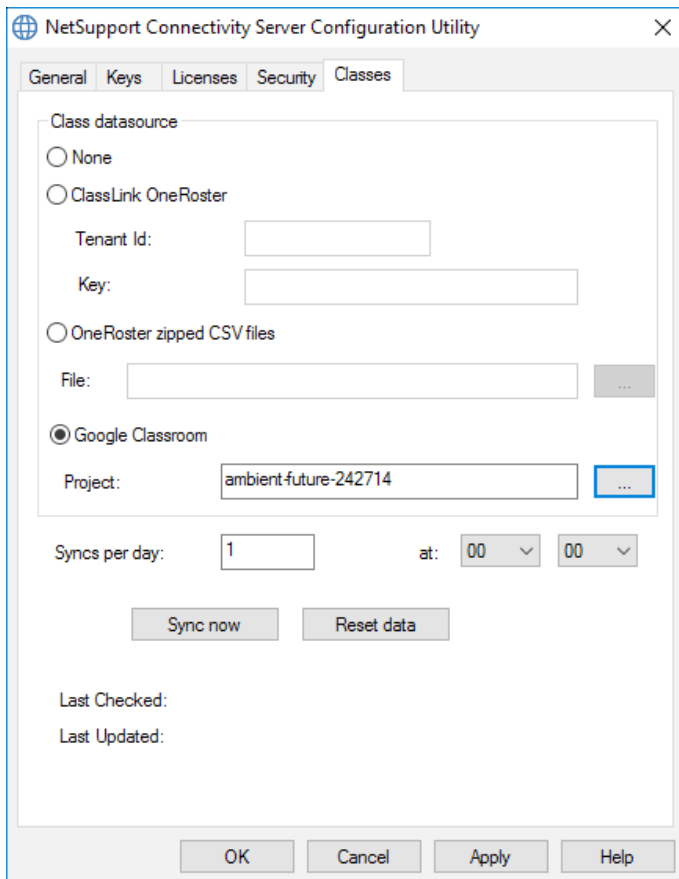 NetSupport Connectivity Server Configuration Utility
General Keys Licenses Security Classes
Class datasource
None
ClassLink OneRoster
Tenant Id:
Key:
OneRoster zipped CSV files
File: ...
Google Classroom
Project: ambient-future-242714 ...
Syncs per day: 1 at: 00 00
Sync now Reset data
Last Checked:
Last Updated:
OK Cancel Apply Help